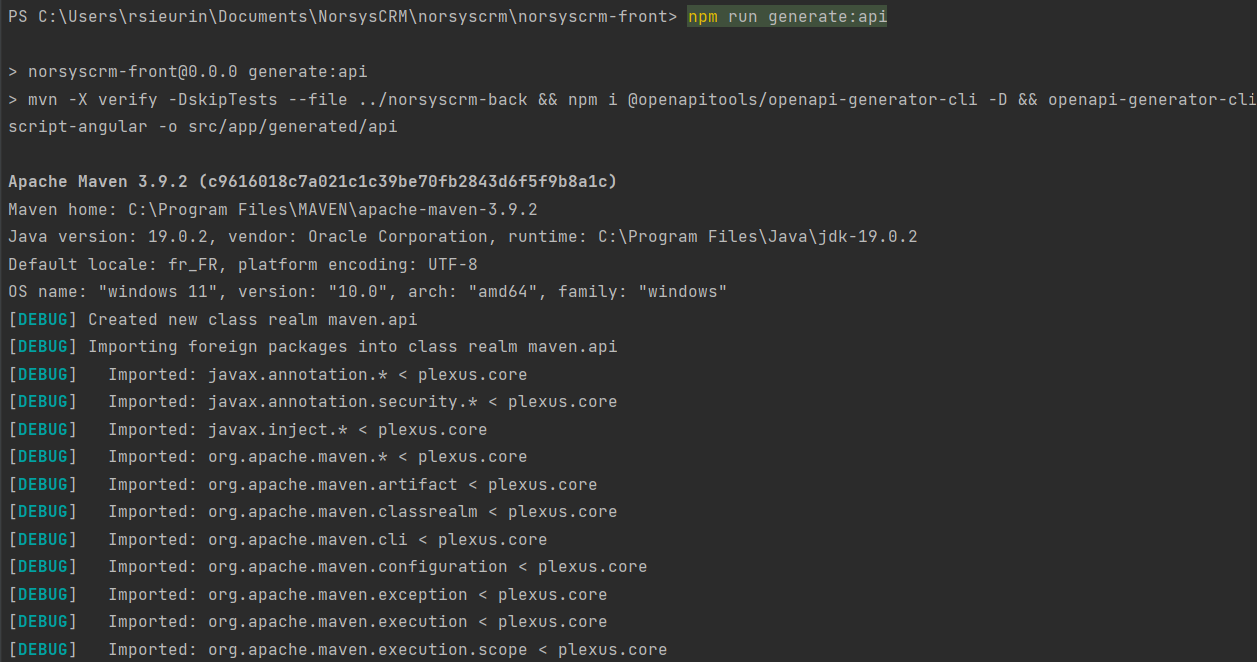 PS C:\Users\rsieurin\Documents\NorsysCRM\norsyscrm\norsyscrm-front> npm run generate:api
> norsyscrm-front@0.0.0 generate:api
> mvn -X verify -DskipTests --file ../norsyscrm-back && npm i @openapitools/openapi-generator-cli -D && openapi-generator-cli
script-angular -o src/app/generated/api
Apache Maven 3.9.2 (c9616018c7a021c1c39be70fb2843d6f5f9b8a1c)
Maven home: C:\Program Files\MAVEN\apache-maven-3.9.2
Java version: 19.0.2, vendor: Oracle Corporation, runtime: C:\Program Files\Java\jdk-19.0.2
Default locale: fr_FR, platform encoding: UTF-8
OS name: "windows 11", version: "10.0", arch: "amd64", family: "windows"
[DEBUG] Created new class realm maven.api
[DEBUG] Importing foreign packages into class realm maven.api
[DEBUG]   Imported: javax.annotation.* < plexus.core
[DEBUG]   Imported: javax.annotation.security.* < plexus.core
[DEBUG]   Imported: javax.inject.* < plexus.core
[DEBUG]   Imported: org.apache.maven.* < plexus.core
[DEBUG]   Imported: org.apache.maven.artifact < plexus.core
[DEBUG]   Imported: org.apache.maven.classrealm < plexus.core
[DEBUG]   Imported: org.apache.maven.cli < plexus.core
[DEBUG]   Imported: org.apache.maven.configuration < plexus.core
[DEBUG]   Imported: org.apache.maven.exception < plexus.core
[DEBUG]   Imported: org.apache.maven.execution < plexus.core
[DEBUG]   Imported: org.apache.maven.execution.scope < plexus.core